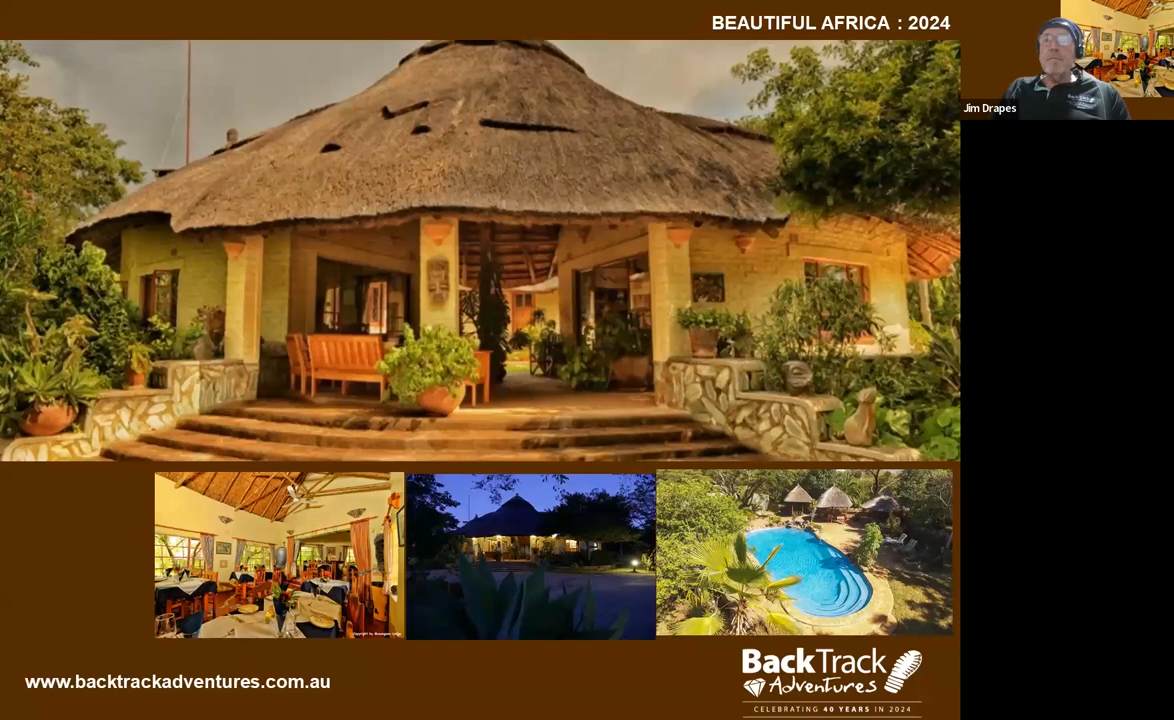 BEAUTIFUL AFRICA : 2024
Jim Drapes
www.backtrackadventures.com.au
BackTrack
Adventures
CELEBRATING 40 YEARS IN 2024